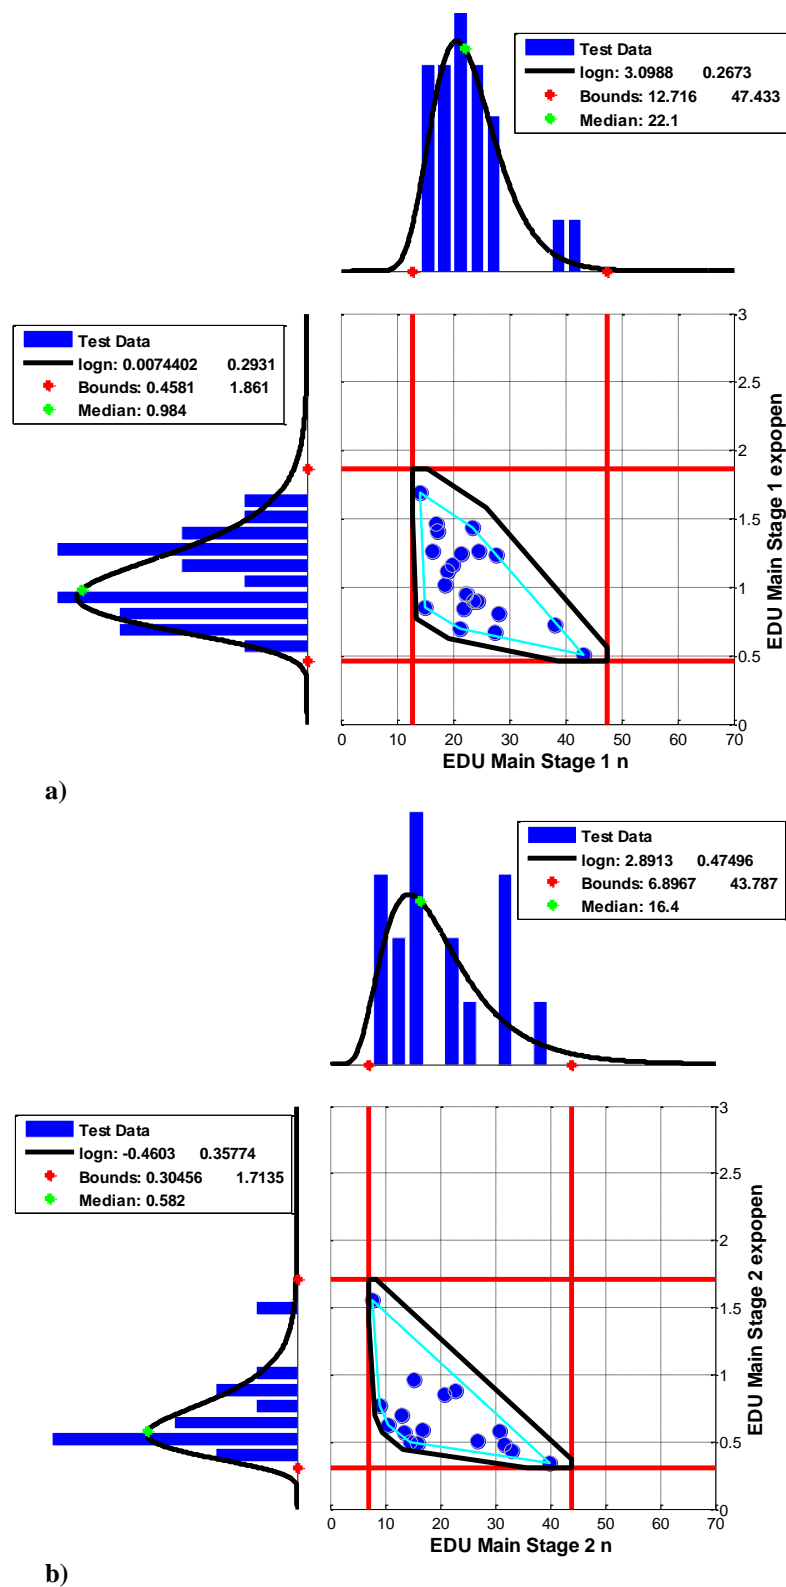 Test Data
logn: 3.0988 0.2673
Bounds: 12.716 47.433
Median: 22.1
Test Data
logn: 0.0074402 0.2931
Bounds: 0.4581 1.861
Median: 0.984
3
2.5
2
1.5
1
0.5
0
EDU Main Stage 1 expopen
0 10 20 30 40 50 60 70
EDU Main Stage 1 n
a)
Test Data
logn: 2.8913 0.47496
Bounds: 6.8967 43.787
Median: 16.4
Test Data
logn: -0.4603 0.35774
Bounds: 0.30456 1.7135
Median: 0.582
3
2.5
2
1.5
1
0.5
0
EDU Main Stage 2 expopen
0 10 20 30 40 50 60 70
EDU Main Stage 2 n
b)